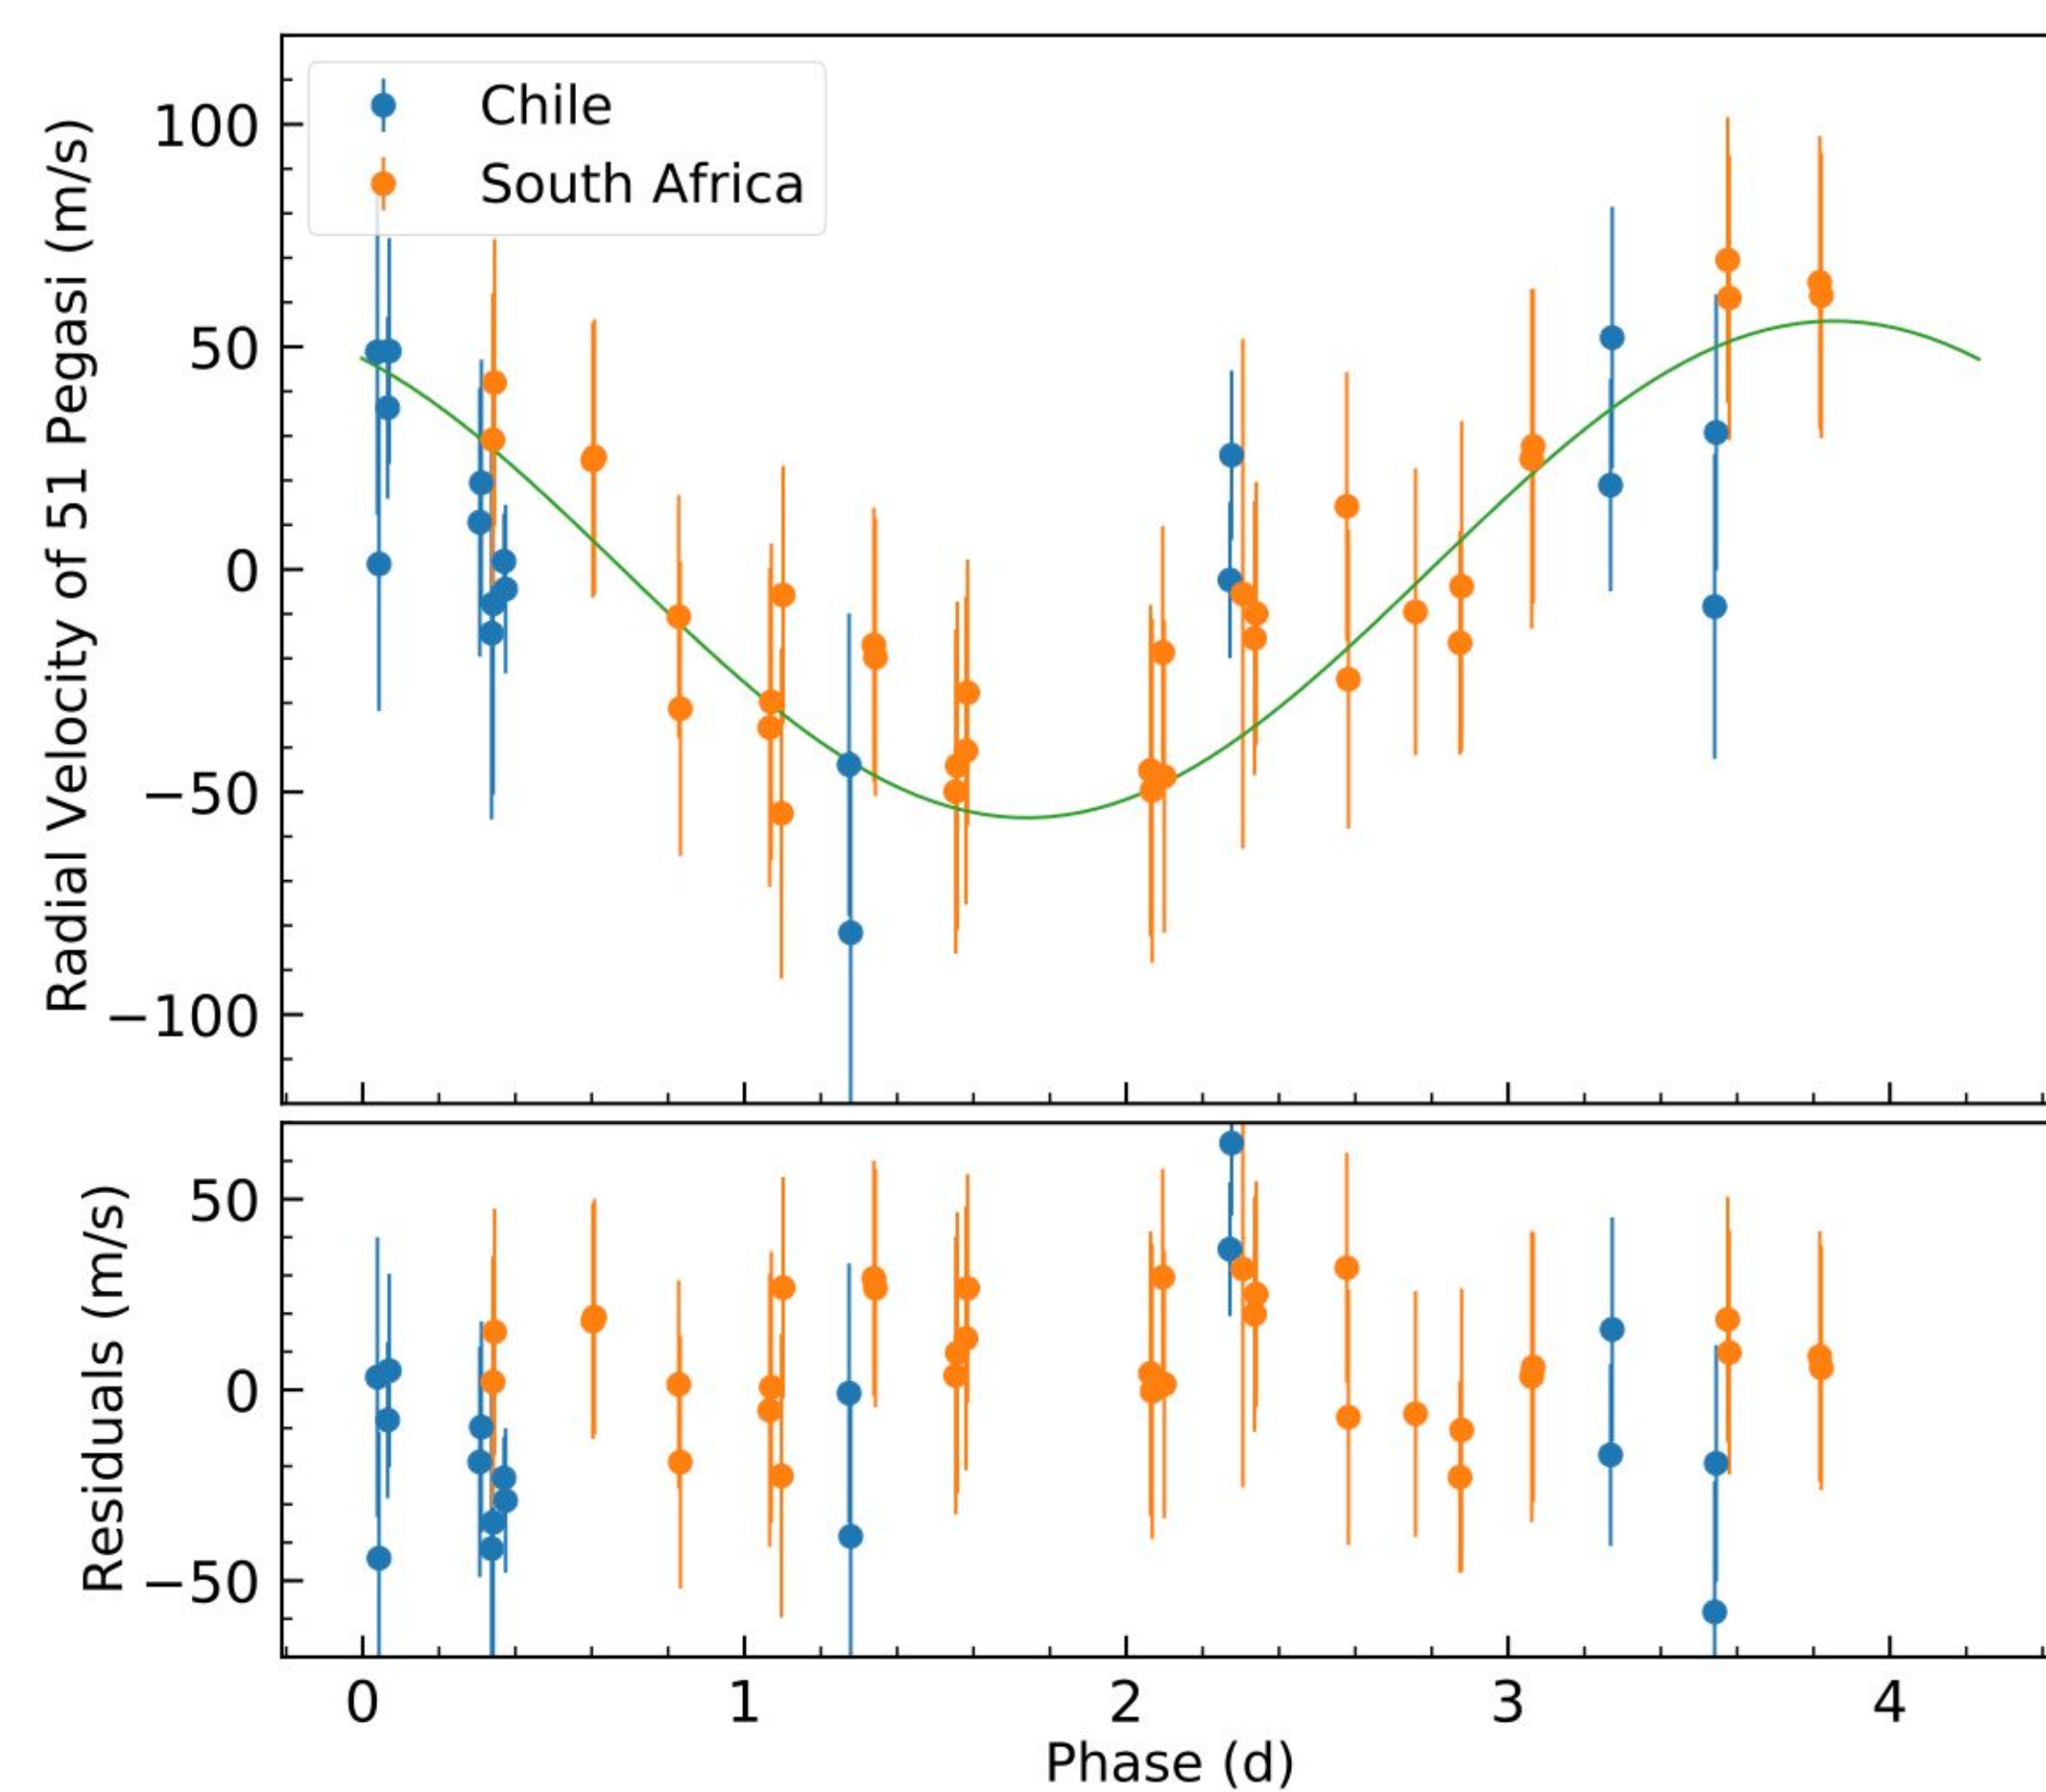 Chile
South Africa
Radial Velocity of 51 Pegasi (m/s)
100
50
0
−50
−100
Residuals (m/s)
50
0
−50
0 1 2 3 4
Phase (d)